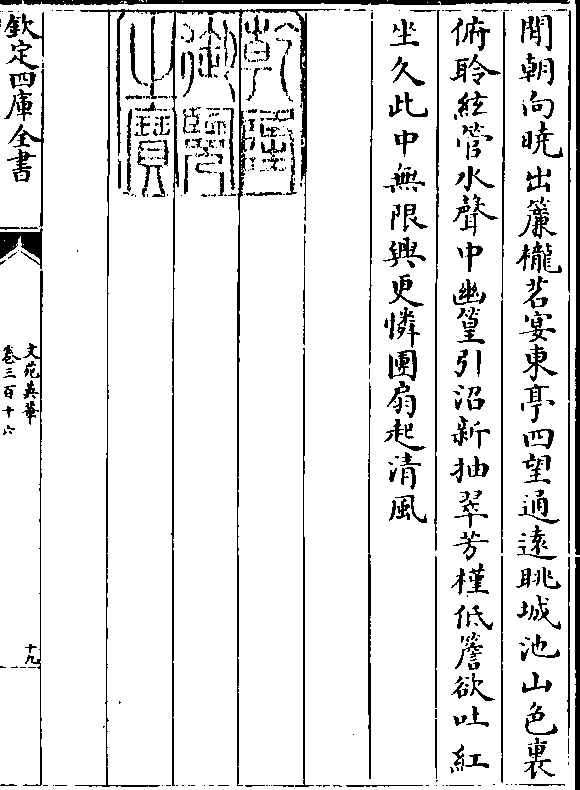 閒朝向曉出簾櫳茗宴東亭四望通遠眺城池山色裏
俯聆絃管水聲中幽篁引沼新抽翠芳槿低簷欲吐紅
坐久此中無限興更憐團扇起清風
乾隆
御覽
之寶
欽定四庫全書
文苑英華
卷三百十六
十九